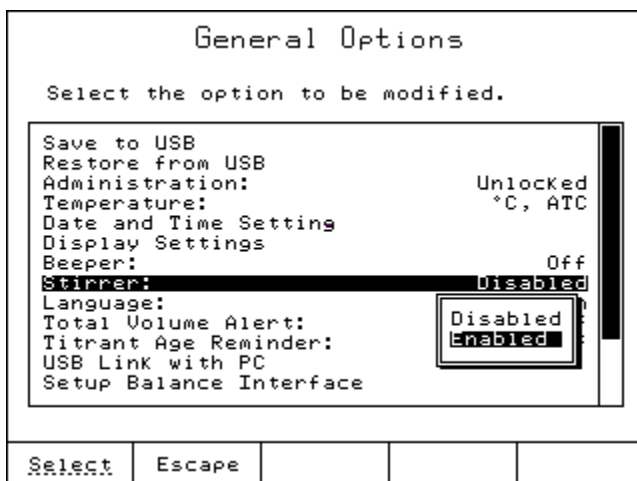 General Options
Select the option to be modified.
Save to USB
Restore from USB
Administration: Unlocked
Temperature: °C, ATC
Date and Time Setting
Display Settings
Beeper: Off
Stirrer: Disabled
Language:
Total Volume Alert:
Titrant Age Reminder:
USB Link with PC
Setup Balance Interface
Disabled
Enabled
Select Escape